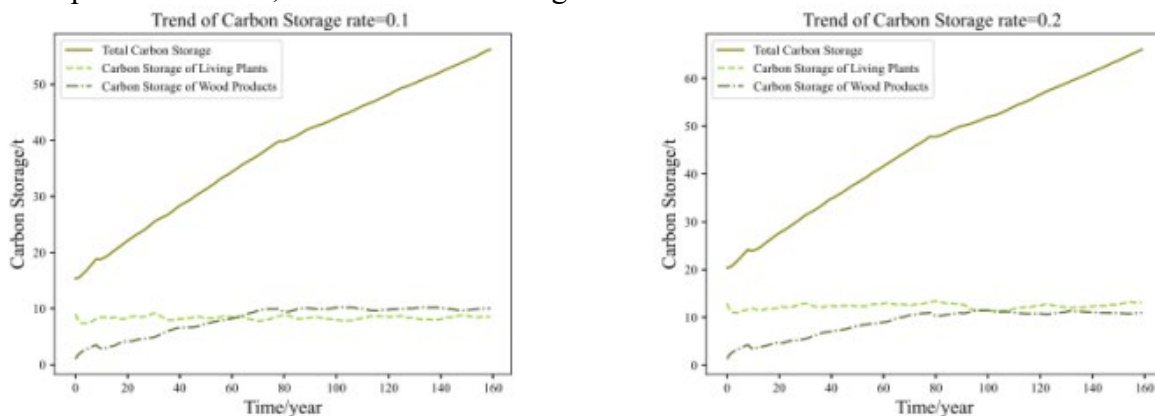 Trend of Carbon Storage rate=0.1
Total Carbon Storage
Carbon Storage of Living Plants
Carbon Storage of Wood Products
50
40
30
20
10
0
Carbon Storage/t
0 20 40 60 80 100 120 140 160
Time/year
Trend of Carbon Storage rate=0.2
Total Carbon Storage
Carbon Storage of Living Plants
Carbon Storage of Wood Products
60
50
40
30
20
10
0
Carbon Storage/t
0 20 40 60 80 100 120 140 160
Time/year